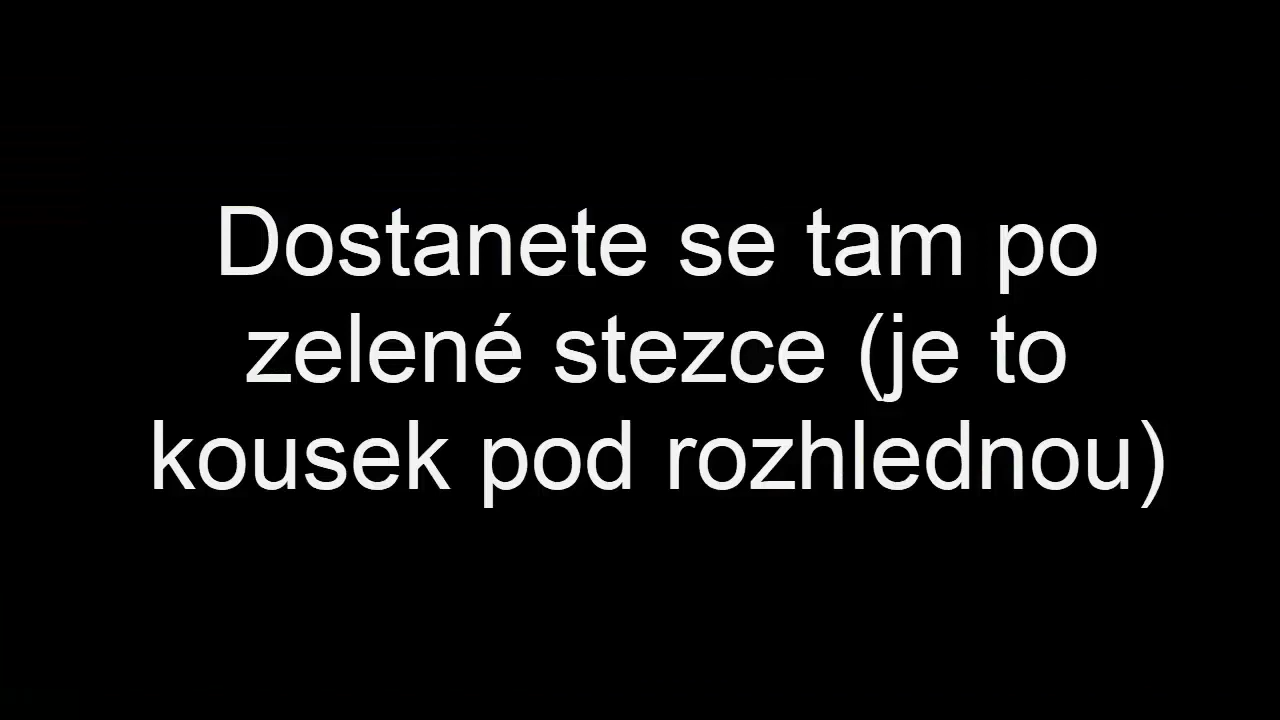 Dostanete se tam po
zelené stezce (je to
kousek pod rozhlednou)